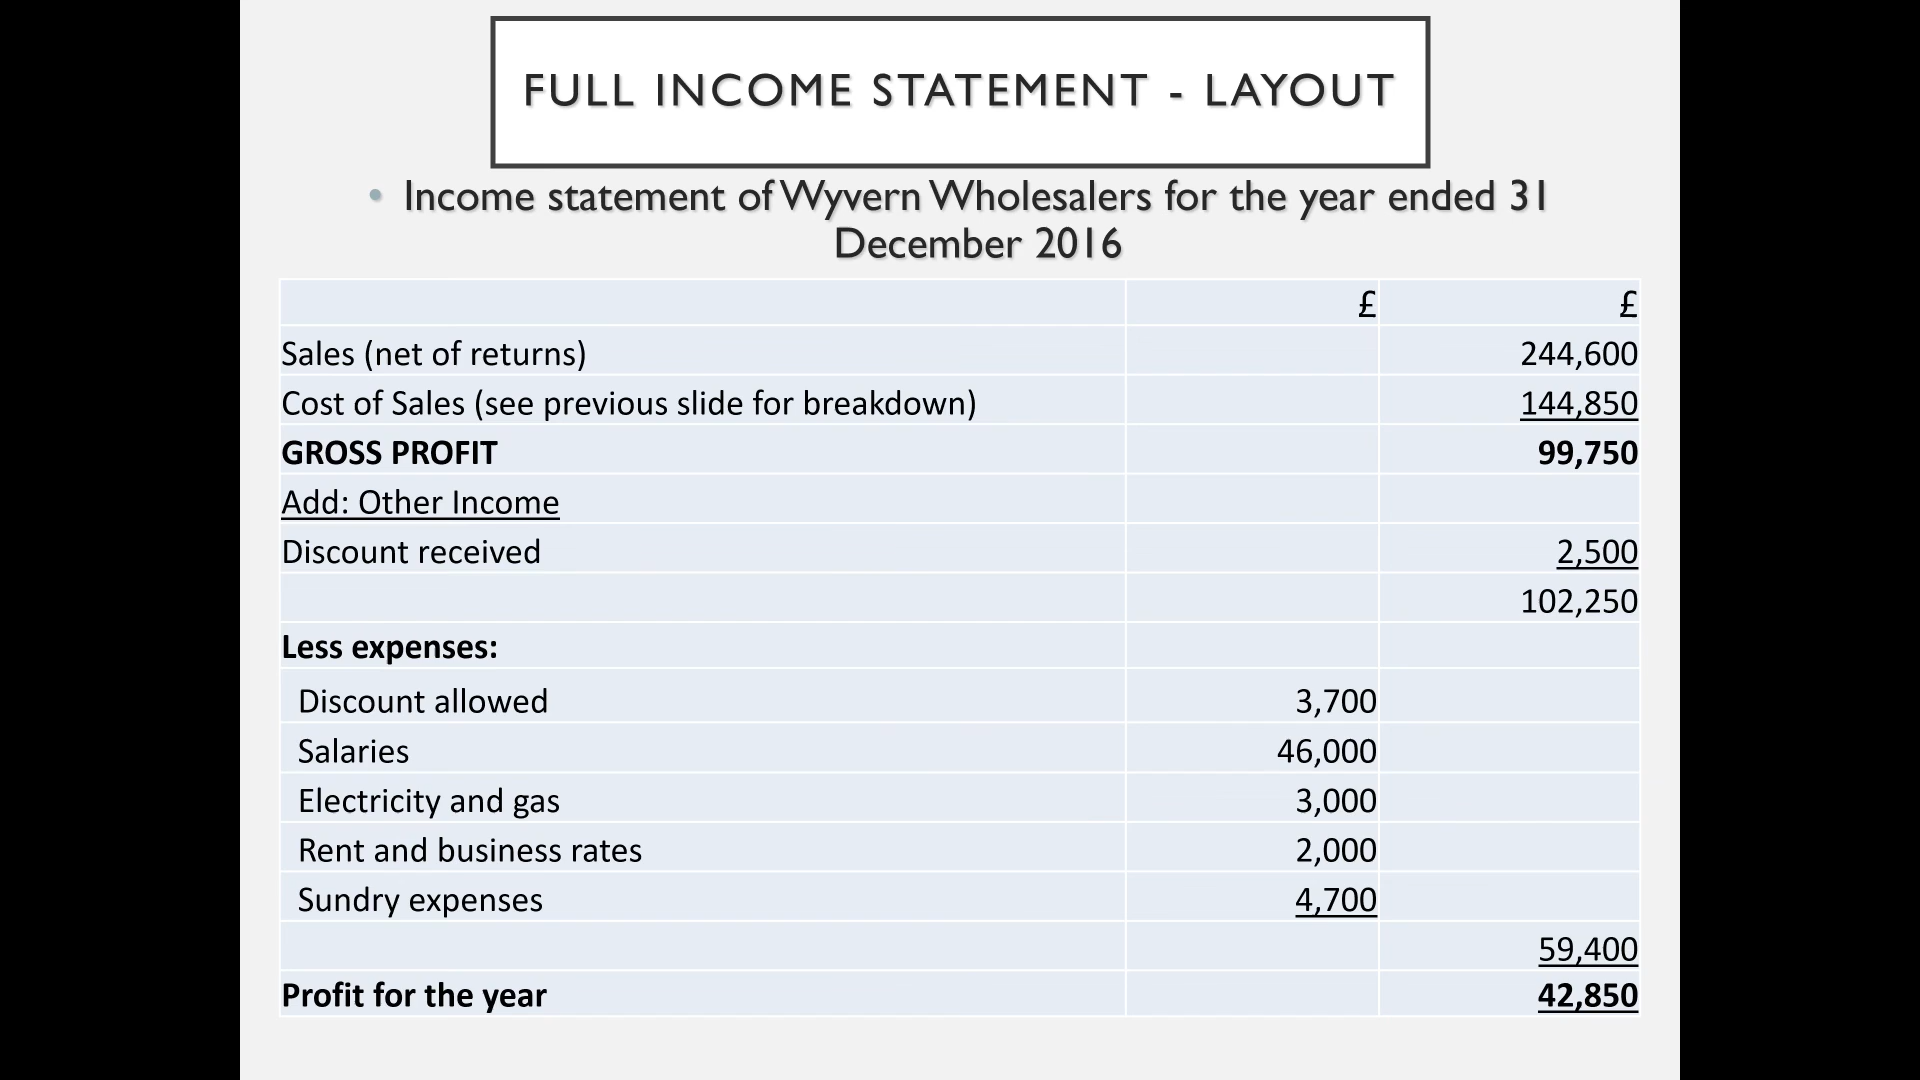 FULL INCOME STATEMENT - LAYOUT
• Income statement of Wyvern Wholesalers for the year ended 31
December 2016
£ £
Sales (net of returns) 244,600
Cost of Sales (see previous slide for breakdown) 144,850
GROSS PROFIT 99,750
Add: Other Income
Discount received 2,500
102,250
Less expenses:
Discount allowed 3,700
Salaries 46,000
Electricity and gas 3,000
Rent and business rates 2,000
Sundry expenses 4,700
59,400
Profit for the year 42,850